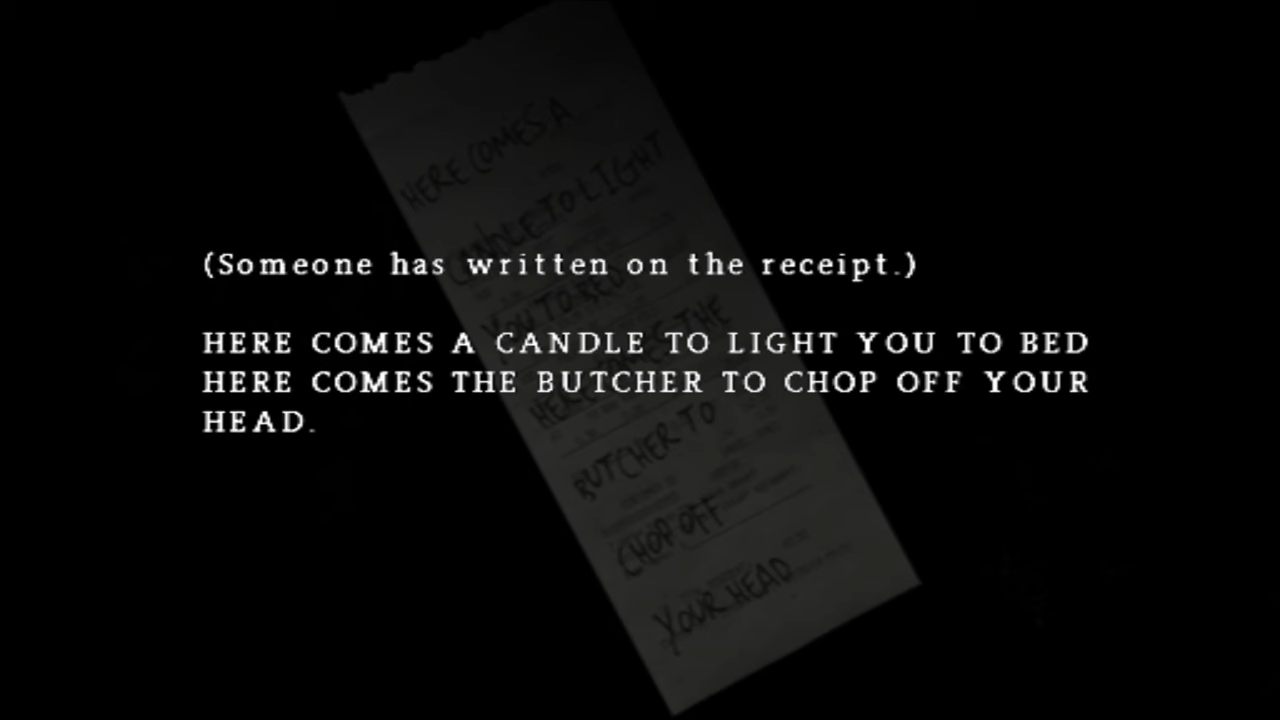 (Someone has written on the receipt.)
HERE COMES A CANDLE TO LIGHT YOU TO BED
HERE COMES THE BUTCHER TO CHOP OFF YOUR
HEAD.
HERE COMES A
CANDLE TO LIGHT
YOU TO BED
HERE COMES THE
BUTCHER TO
CHOP OFF
YOUR HEAD